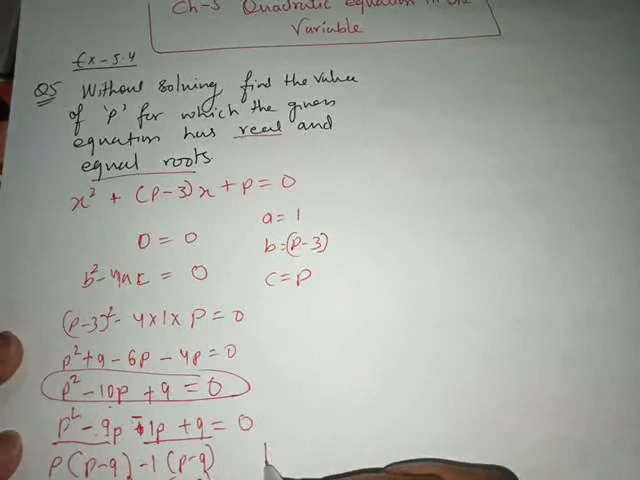 Ch-5 Quadratic equation in one
Variable
Ex-5.4
Q5 Without solving find the value
of 'p' for which the given
equation has real and
equal roots.
x² + (P-3)x + p = 0
a = 1
D = 0
b = (P-3)
b² - 4ac = 0
c = P
(P-3)² - 4×1× P = 0
p² + 9 - 6p - 4p = 0
p² - 10p + 9 = 0
p² - 9p - 1p + 9 = 0
P(P-9) -1(P-9)